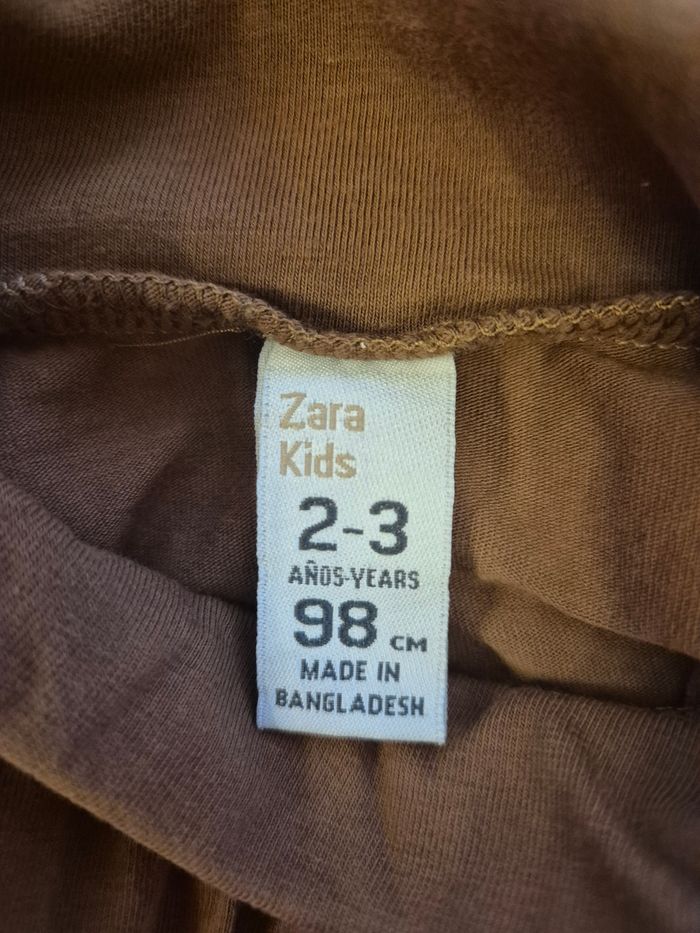 Zara
Kids
2-3
AÑOS-YEARS
98 CM
MADE IN
BANGLADESH